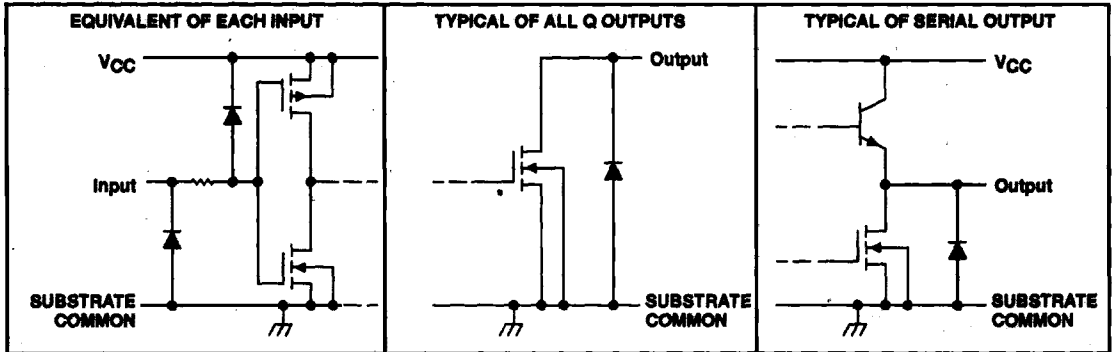 EQUIVALENT OF EACH INPUT
VCC
Input
SUBSTRATE
COMMON
TYPICAL OF ALL Q OUTPUTS
Output
SUBSTRATE
COMMON
TYPICAL OF SERIAL OUTPUT
VCC
Output
SUBSTRATE
COMMON